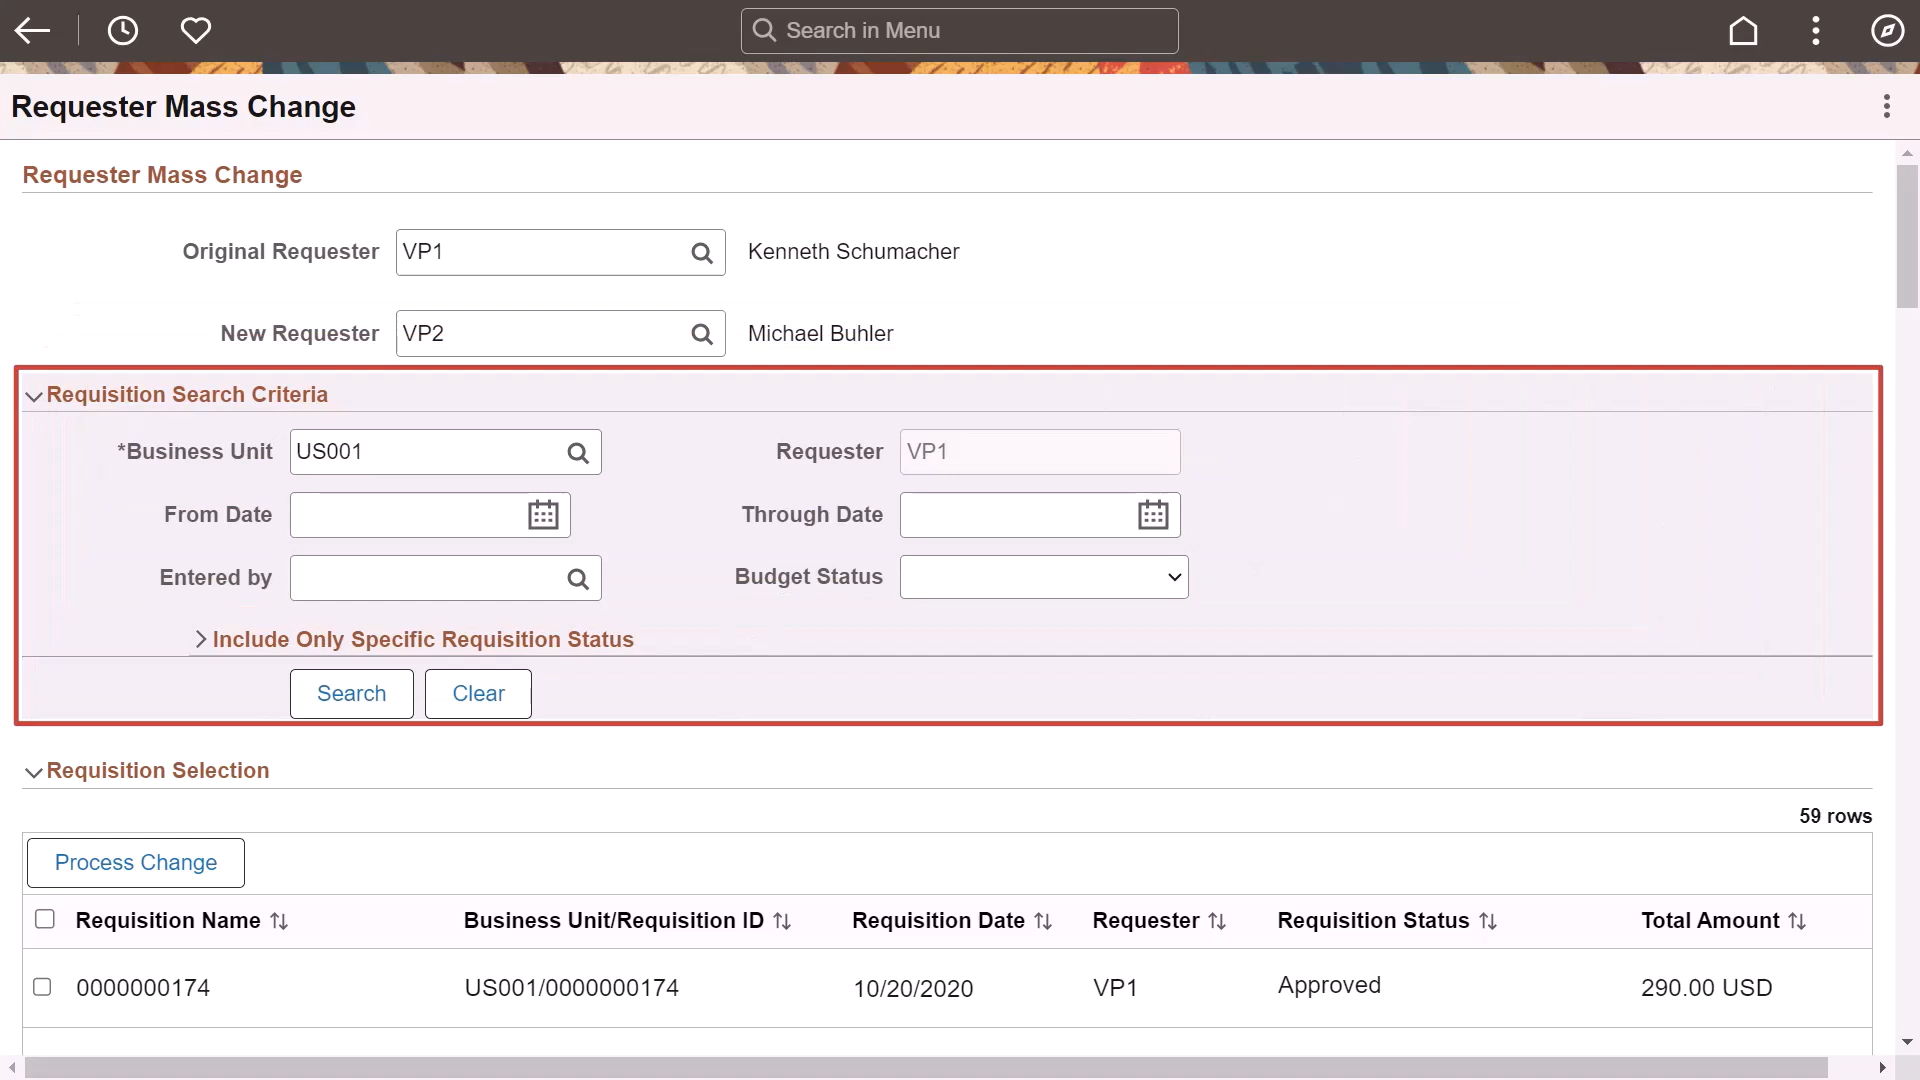 Search in Menu
Requester Mass Change
Requester Mass Change
Original Requester VP1 Kenneth Schumacher
New Requester VP2 Michael Buhler
Requisition Search Criteria
*Business Unit US001 Requester VP1
From Date Through Date
Entered by Budget Status
Include Only Specific Requisition Status
Search Clear
Requisition Selection
59 rows
Process Change
Requisition Name Business Unit/Requisition ID Requisition Date Requester Requisition Status Total Amount
0000000174 US001/0000000174 10/20/2020 VP1 Approved 290.00 USD